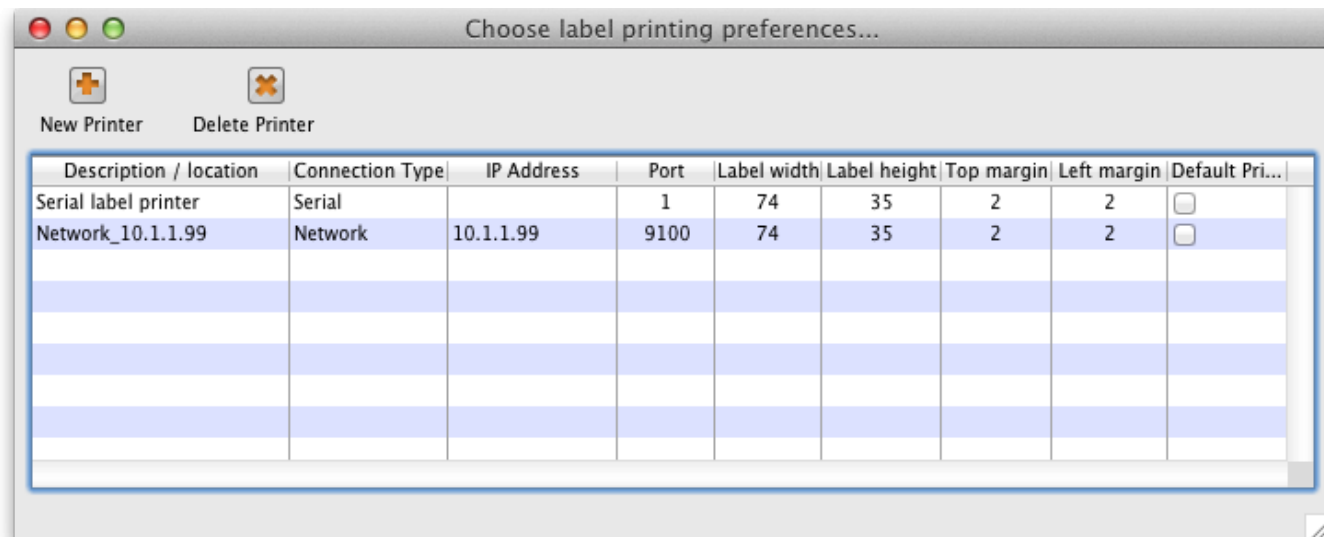 Choose label printing preferences...
New Printer Delete Printer
Description / location Connection Type IP Address Port Label width Label height Top margin Left margin Default Pri...
Serial label printer Serial 1 74 35 2 2
Network_10.1.1.99 Network 10.1.1.99 9100 74 35 2 2